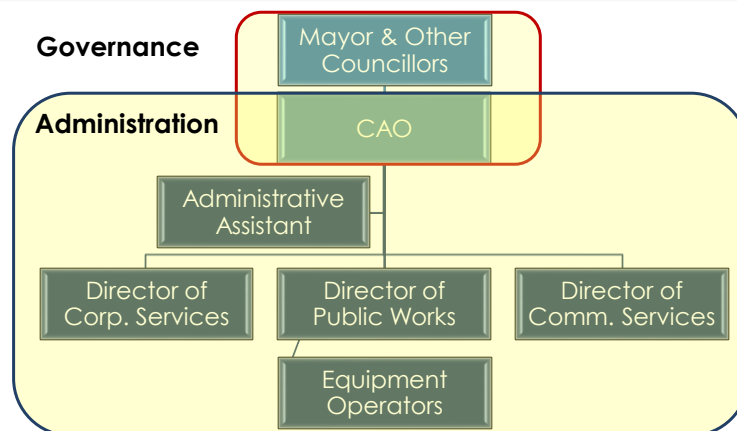 Governance
Mayor & Other
Councillors
Administration
CAO
Administrative
Assistant
Director of
Corp. Services
Director of
Public Works
Director of
Comm. Services
Equipment
Operators